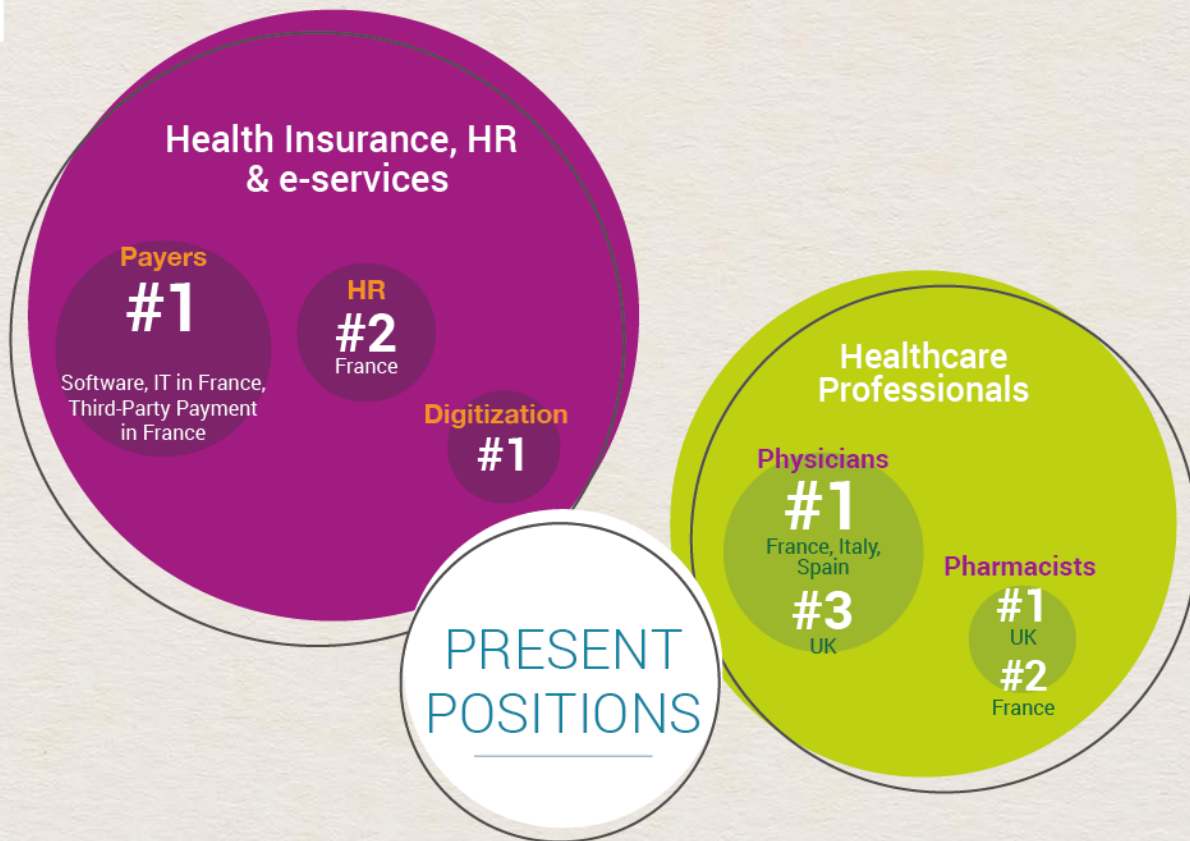 Health Insurance, HR
& e-services
Payers
#1
Software, IT in France,
Third-Party Payment
in France
HR
#2
France
Digitization
#1
Healthcare
Professionals
Physicians
#1
France, Italy,
Spain
#3
UK
Pharmacists
#1
UK
#2
France
PRESENT
POSITIONS